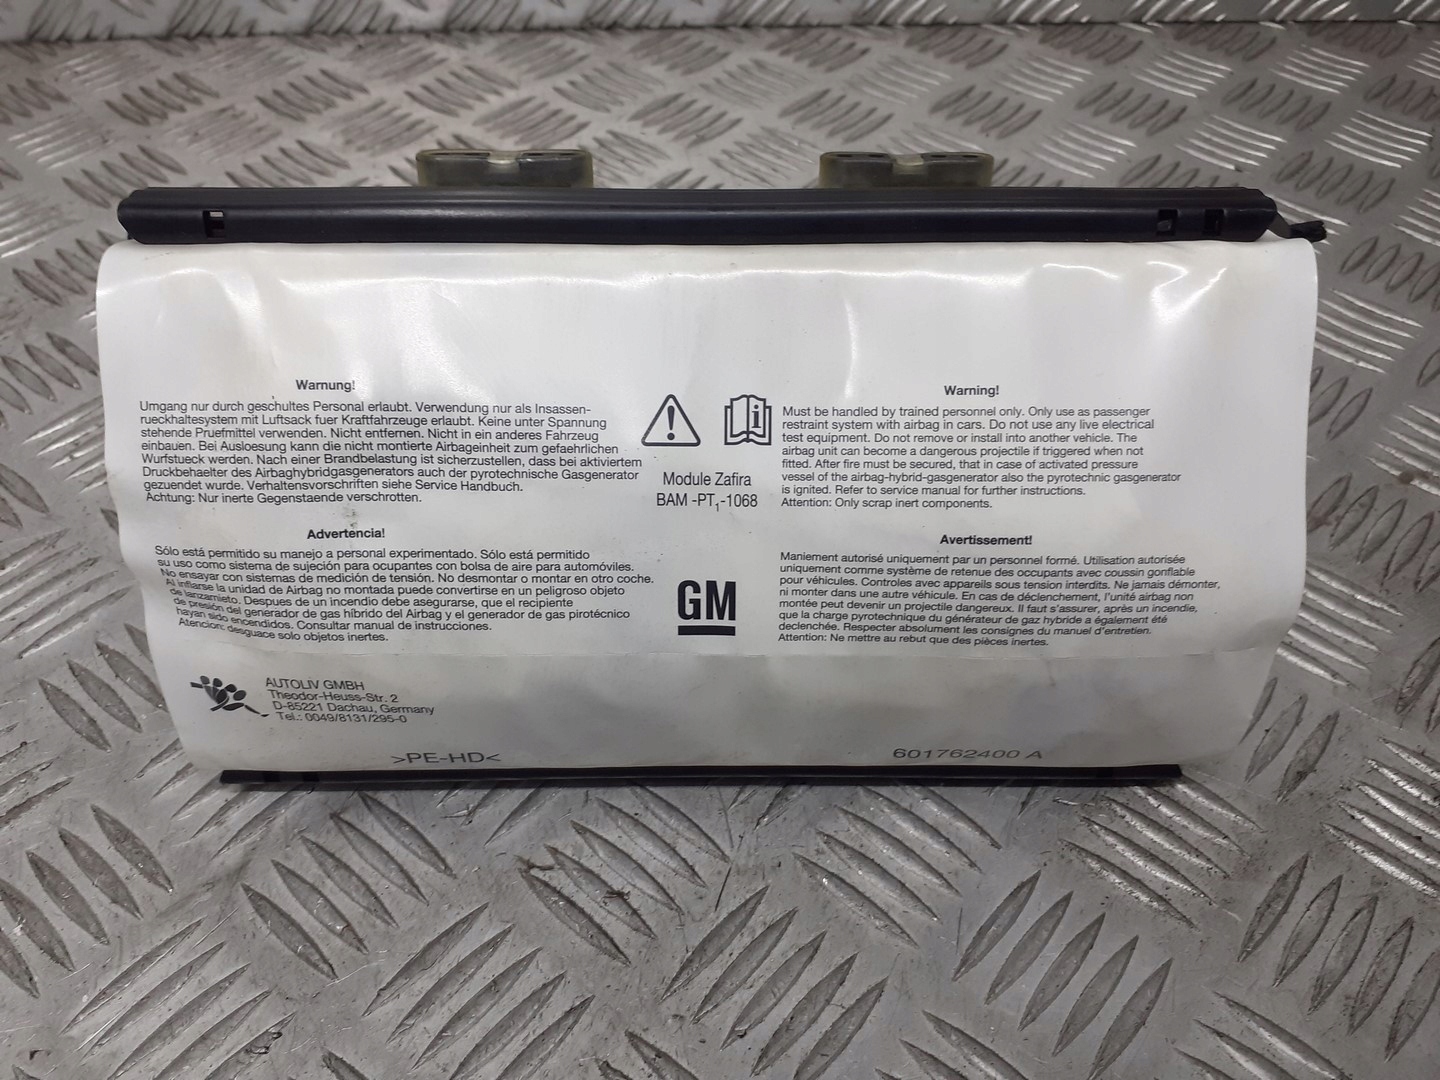 Warnung!
Umgang nur durch geschultes Personal erlaubt. Verwendung nur als Insassen-
rueckhaltesystem mit Luftsack fuer Kraftfahrzeuge erlaubt. Keine unter Spannung
stehende Pruefmittel verwenden. Nicht entfernen. Nicht in ein anderes Fahrzeug
einbauen. Bei Ausloesung kann die nicht montierte Airbageinheit zum gefaehrlichen
Wurfstueck werden. Nach einer Brandbelastung ist sicherzustellen, dass bei aktiviertem
Druckbehaelter des Airbaghybridgasgenerators auch der pyrotechnische Gasgenerator
gezuendet wurde. Verhaltensvorschriften siehe Service Handbuch.
Achtung: Nur inerte Gegenstaende verschrotten.
Module Zafira
BAM -PT1-1068
Warning!
Must be handled by trained personnel only. Only use as passenger
restraint system with airbag in cars. Do not use any live electrical
test equipment. Do not remove or install into another vehicle. The
airbag unit can become a dangerous projectile if triggered when not
fitted. After fire must be secured, that in case of activated pressure
vessel of the airbag-hybrid-gasgenerator also the pyrotechnic gasgenerator
is ignited. Refer to service manual for further instructions.
Attention: Only scrap inert components.
Advertencia!
Sólo está permitido su manejo a personal experimentado. Sólo está permitido
su uso como sistema de sujeción para ocupantes con bolsa de aire para automóviles.
No ensayar con sistemas de medición de tensión. No desmontar o montar en otro coche.
Al inflarse la unidad de Airbag no montada puede convertirse en un peligroso objeto
de lanzamiento. Despues de un incendio debe asegurarse, que el recipiente
de presión del generador de gas híbrido del Airbag y el generador de gas pirotécnico
hayan sido encendidos. Consultar manual de instrucciones.
Atencion: desguace solo objetos inertes.
GM
Avertissement!
Maniement autorisé uniquement par un personnel formé. Utilisation autorisée
uniquement comme système de retenue des occupants avec coussin gonflable
pour véhicules. Controles avec appareils sous tension interdits. Ne jamais démonter,
ni monter dans une autre véhicule. En cas de déclenchement, l'unité airbag non
montée peut devenir un projectile dangereux. Il faut s'assurer, après un incendie,
que la charge pyrotechnique du générateur de gaz hybride a également été
declenchée. Respecter absolument les consignes du manuel d'entretien.
Attention: Ne mettre au rebut que des pièces inertes.
AUTOLIV GMBH
Theodor-Heuss-Str. 2
D-85221 Dachau, Germany
Tel.: 0049/8131/295-0
>PE-HD<
601762400 A